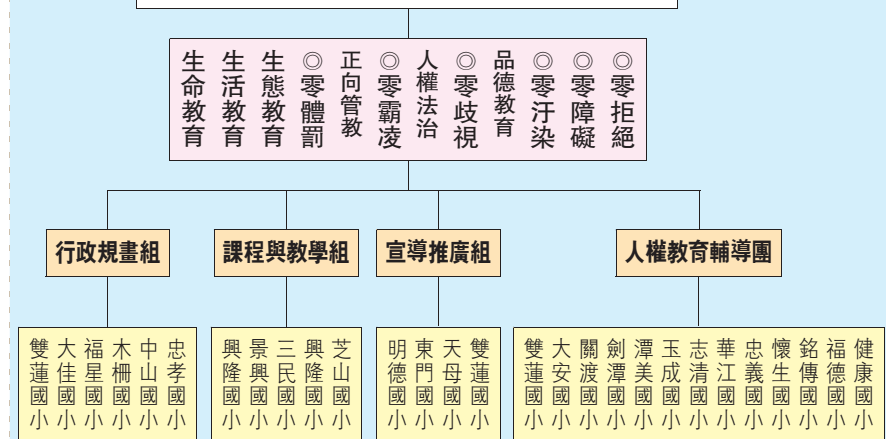 ◎零拒絕
◎零障礙
◎零汙染
品德教育
◎零歧視
人權法治
◎零霸凌
正向管教
◎零體罰
生態教育
生活教育
生命教育
行政規畫組
忠孝國小
中山國小
木柵國小
福星國小
大佳國小
雙蓮國小
課程與教學組
芝山國小
興隆國小
三民國小
景興國小
興隆國小
宣導推廣組
雙蓮國小
天母國小
東門國小
明德國小
人權教育輔導團
健康國小
福德國小
銘傳國小
懷生國小
忠義國小
華江國小
志清國小
玉成國小
潭美國小
劍潭國小
關渡國小
大安國小
雙蓮國小